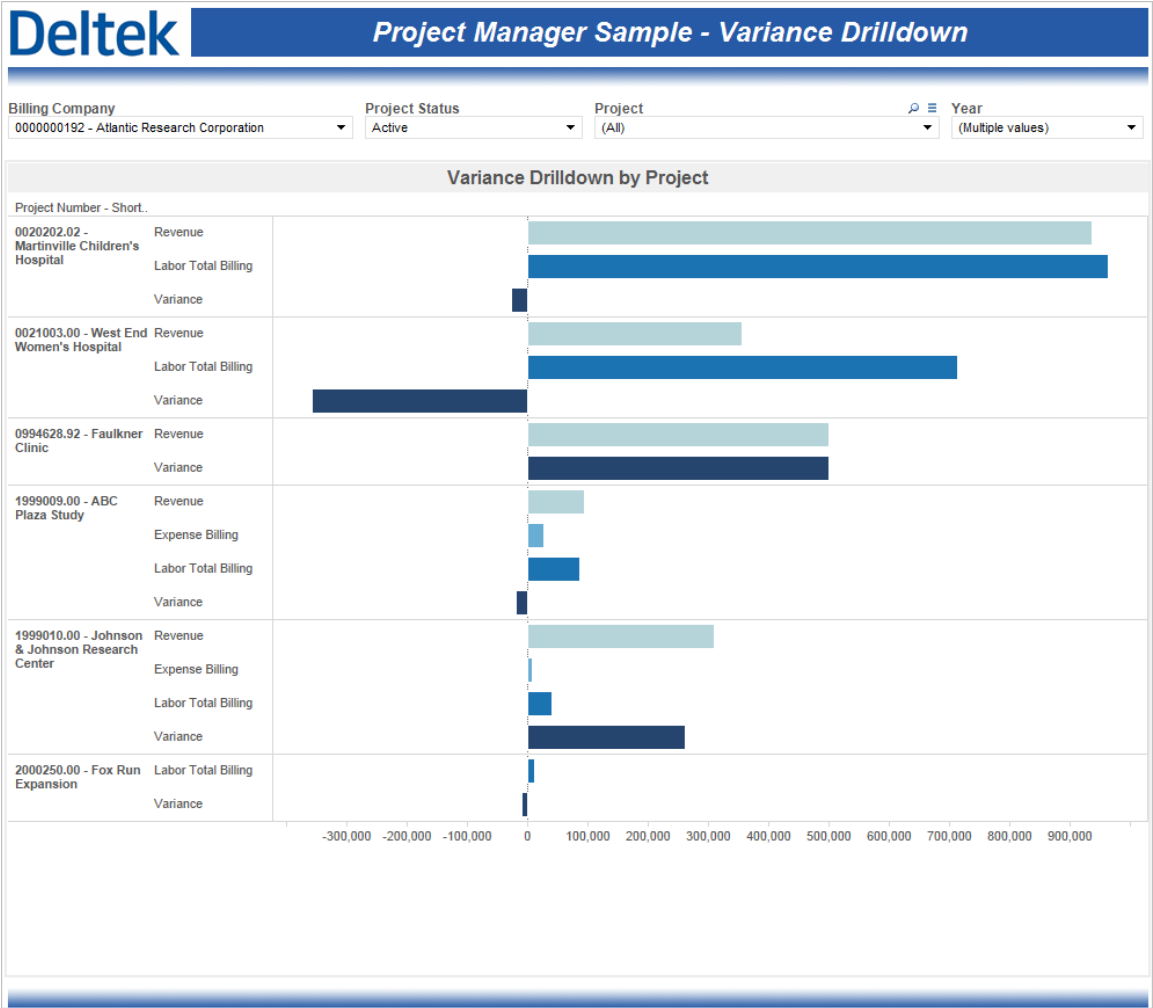 Deltek
Project Manager Sample - Variance Drilldown
Billing Company
Project Status
Project
Year
0000000192 - Atlantic Research Corporation
Active
(All)
(Multiple values)
Variance Drilldown by Project
Project Number - Short..
0020202.02 -
Martinville Children's
Hospital
Revenue
Labor Total Billing
Variance
0021003.00 - West End
Women's Hospital
Revenue
Labor Total Billing
Variance
0994628.92 - Faulkner
Clinic
Revenue
Variance
1999009.00 - ABC
Plaza Study
Revenue
Expense Billing
Labor Total Billing
Variance
1999010.00 - Johnson
& Johnson Research
Center
Revenue
Expense Billing
Labor Total Billing
Variance
2000250.00 - Fox Run
Expansion
Labor Total Billing
Variance
-300,000 -200,000 -100,000 0 100,000 200,000 300,000 400,000 500,000 600,000 700,000 800,000 900,000